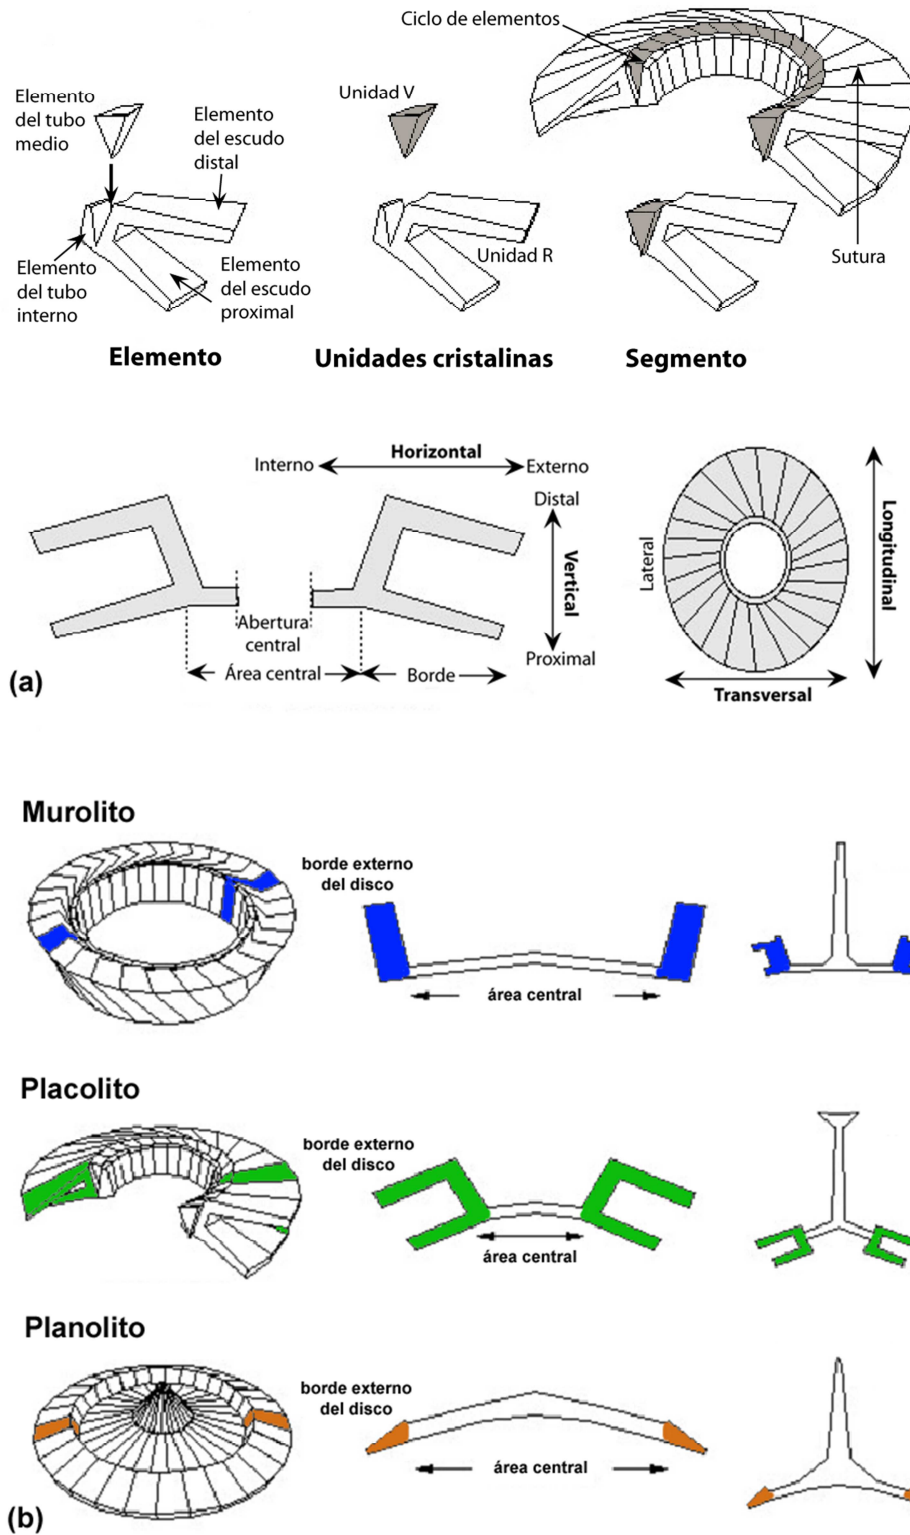 Ciclo de elementos
Elemento
del tubo
medio
Elemento
del escudo
distal
Unidad V
Elemento
del tubo
interno
Elemento
del escudo
proximal
Unidad R
Sutura
Elemento
Unidades cristalinas
Segmento
Interno
Horizontal
Externo
Distal
Vertical
Proximal
Abertura
central
Área central
Borde
Lateral
Longitudinal
Transversal
(a)
Murolito
borde externo
del disco
área central
Placolito
borde externo
del disco
área central
Planolito
borde externo
del disco
área central
(b)